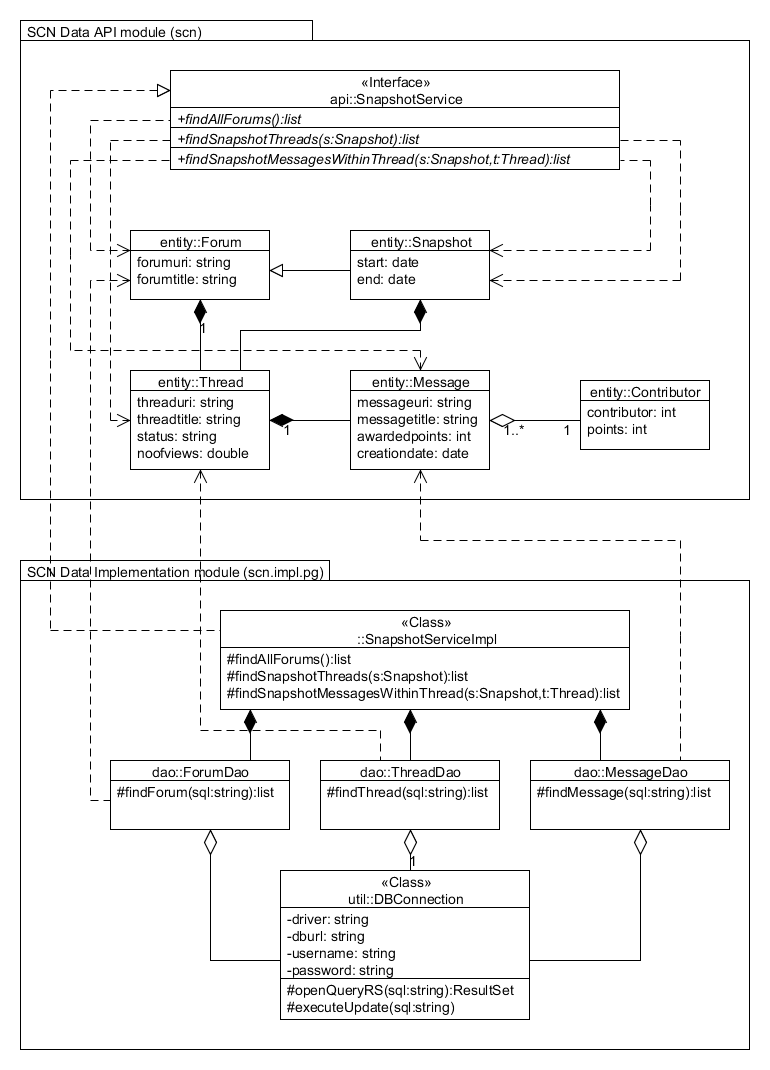 SCN Data API module (scn)
«Interface»
api::SnapshotService
+findAllForums():list
+findSnapshotThreads(s:Snapshot):list
+findSnapshotMessagesWithinThread(s:Snapshot,t:Thread):list
entity::Forum
forumuri: string
forumtitle: string
entity::Snapshot
start: date
end: date
1
entity::Thread
threaduri: string
threadtitle: string
status: string
noofviews: double
1
entity::Message
messageuri: string
messagetitle: string
awardedpoints: int
creationdate: date
1..*
1
entity::Contributor
contributor: int
points: int
SCN Data Implementation module (scn.impl.pg)
«Class»
::SnapshotServiceImpl
#findAllForums():list
#findSnapshotThreads(s:Snapshot):list
#findSnapshotMessagesWithinThread(s:Snapshot,t:Thread):list
dao::ForumDao
#findForum(sql:string):list
dao::ThreadDao
#findThread(sql:string):list
dao::MessageDao
#findMessage(sql:string):list
1
«Class»
util::DBConnection
-driver: string
-dburl: string
-username: string
-password: string
#openQueryRS(sql:string):ResultSet
#executeUpdate(sql:string)